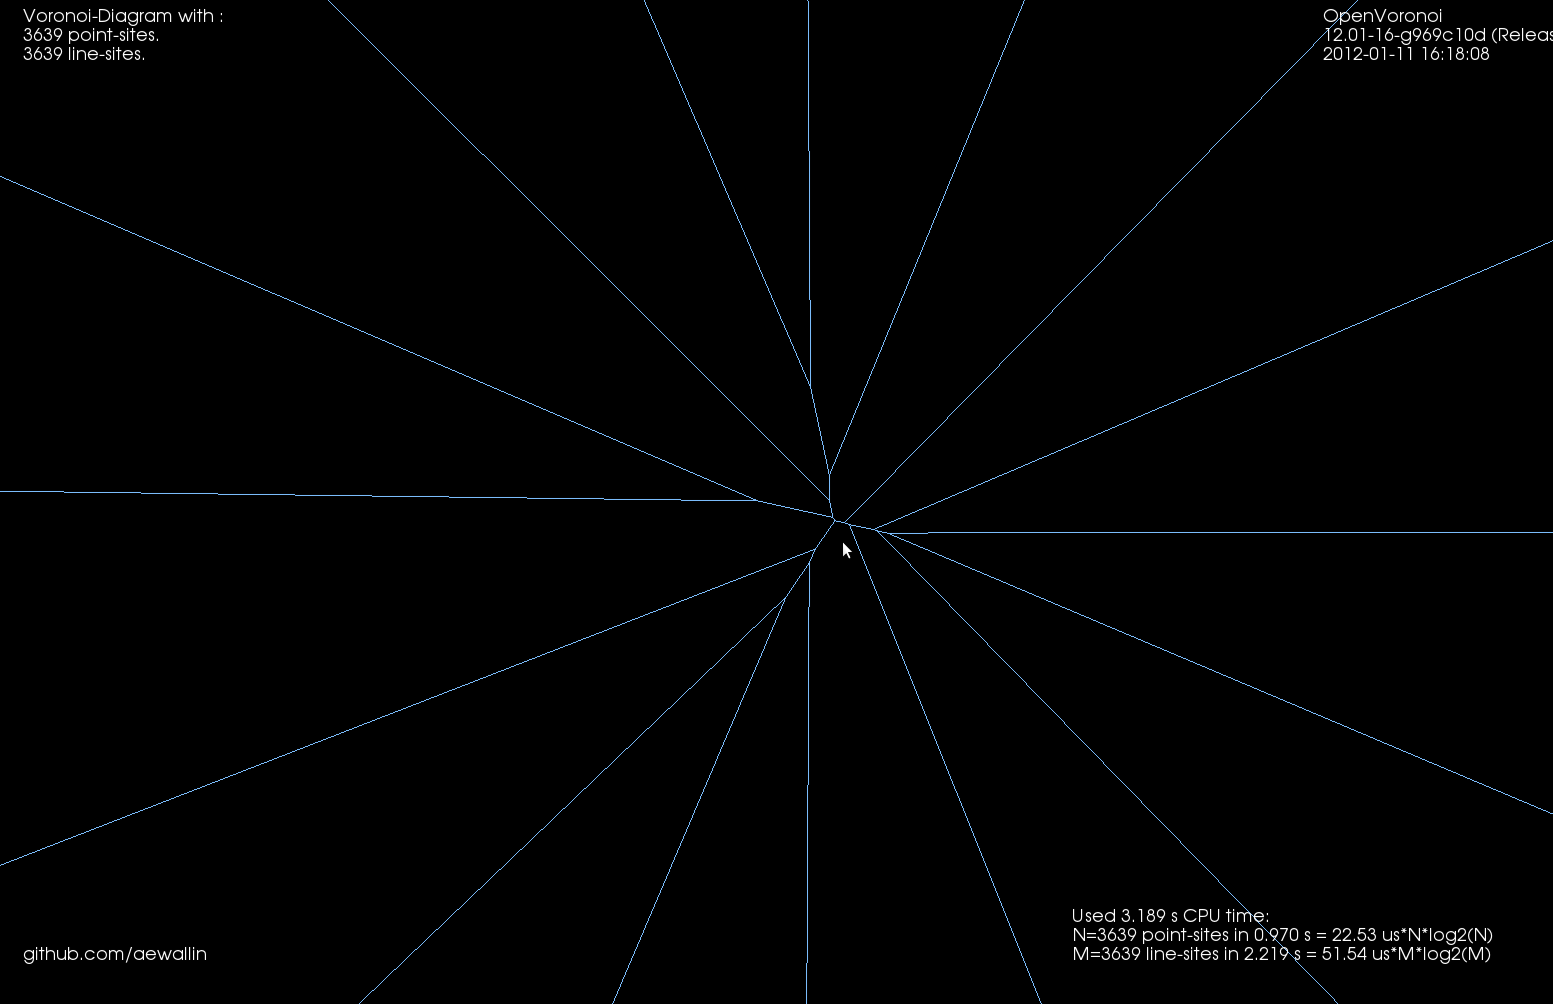 Voronoi-Diagram with :
3639 point-sites.
3639 line-sites.
OpenVoronoi
12.01-16-g969c10d (Releas
2012-01-11 16:18:08
Used 3.189 s CPU time:
N=3639 point-sites in 0.970 s = 22.53 us*N*log2(N)
M=3639 line-sites in 2.219 s = 51.54 us*M*log2(M)
github.com/aewallin